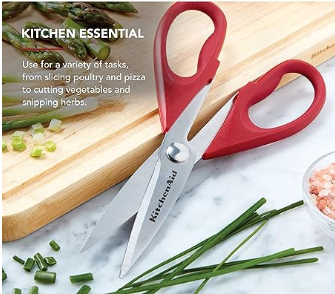 KITCHEN ESSENTIAL
Use for a variety of tasks,
from slicing poultry and pizza
to cutting vegetables and
snipping herbs.
KitchenAid